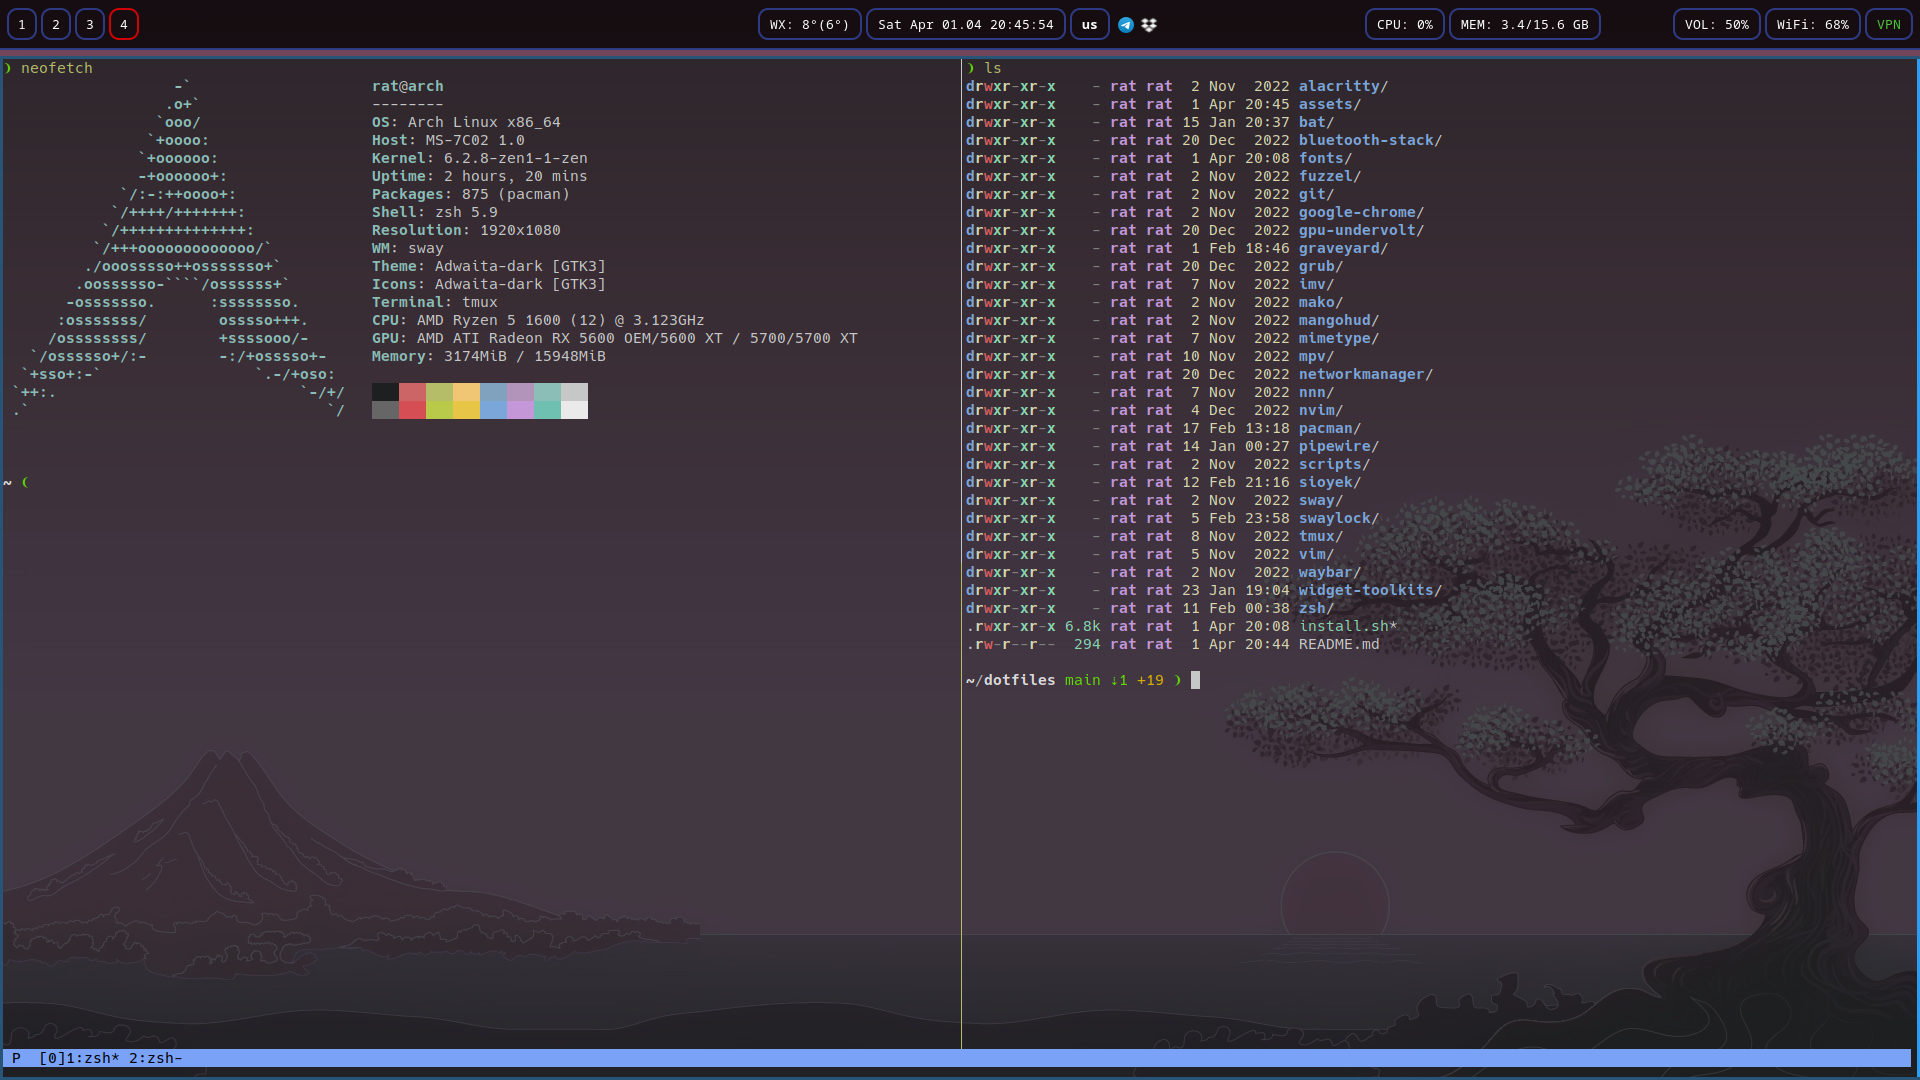 1 2 3 4 WX: 8°(6°) Sat Apr 01.04 20:45:54 us CPU: 0% MEM: 3.4/15.6 GB VOL: 50% WiFi: 68% VPN
❩ neofetch
                   -`
                  .o+`
                 `ooo/
                `+oooo:
               `+oooooo:
               -+oooooo+:
             `/:-:++oooo+:
            `/++++/+++++++:
           `/++++++++++++++:
          `/+++ooooooooooooo/`
         ./ooosssso++osssssso+`
        .oossssso-````/ossssss+`
       -osssssso.      :ssssssso.
      :osssssss/        osssso+++.
     /ossssssss/        +ssssooo/-
   `/ossssso+/:-        -:/+osssso+-
  `+sso+:-`                 `.-/+oso:
 `++:.                           `-/+/
 .`                                 `/
rat@arch
--------
OS: Arch Linux x86_64
Host: MS-7C02 1.0
Kernel: 6.2.8-zen1-1-zen
Uptime: 2 hours, 20 mins
Packages: 875 (pacman)
Shell: zsh 5.9
Resolution: 1920x1080
WM: sway
Theme: Adwaita-dark [GTK3]
Icons: Adwaita-dark [GTK3]
Terminal: tmux
CPU: AMD Ryzen 5 1600 (12) @ 3.123GHz
GPU: AMD ATI Radeon RX 5600 OEM/5600 XT / 5700/5700 XT
Memory: 3174MiB / 15948MiB
~ ❨
❩ ls
drwxr-xr-x    - rat rat  2 Nov  2022 alacritty/
drwxr-xr-x    - rat rat  1 Apr 20:45 assets/
drwxr-xr-x    - rat rat 15 Jan 20:37 bat/
drwxr-xr-x    - rat rat 20 Dec  2022 bluetooth-stack/
drwxr-xr-x    - rat rat  1 Apr 20:08 fonts/
drwxr-xr-x    - rat rat  2 Nov  2022 fuzzel/
drwxr-xr-x    - rat rat  2 Nov  2022 git/
drwxr-xr-x    - rat rat  2 Nov  2022 google-chrome/
drwxr-xr-x    - rat rat 20 Dec  2022 gpu-undervolt/
drwxr-xr-x    - rat rat  1 Feb 18:46 graveyard/
drwxr-xr-x    - rat rat 20 Dec  2022 grub/
drwxr-xr-x    - rat rat  7 Nov  2022 imv/
drwxr-xr-x    - rat rat  2 Nov  2022 mako/
drwxr-xr-x    - rat rat  2 Nov  2022 mangohud/
drwxr-xr-x    - rat rat  7 Nov  2022 mimetype/
drwxr-xr-x    - rat rat 10 Nov  2022 mpv/
drwxr-xr-x    - rat rat 20 Dec  2022 networkmanager/
drwxr-xr-x    - rat rat  7 Nov  2022 nnn/
drwxr-xr-x    - rat rat  4 Dec  2022 nvim/
drwxr-xr-x    - rat rat 17 Feb 13:18 pacman/
drwxr-xr-x    - rat rat 14 Jan 00:27 pipewire/
drwxr-xr-x    - rat rat  2 Nov  2022 scripts/
drwxr-xr-x    - rat rat 12 Feb 21:16 sioyek/
drwxr-xr-x    - rat rat  2 Nov  2022 sway/
drwxr-xr-x    - rat rat  5 Feb 23:58 swaylock/
drwxr-xr-x    - rat rat  8 Nov  2022 tmux/
drwxr-xr-x    - rat rat  5 Nov  2022 vim/
drwxr-xr-x    - rat rat  2 Nov  2022 waybar/
drwxr-xr-x    - rat rat 23 Jan 19:04 widget-toolkits/
drwxr-xr-x    - rat rat 11 Feb 00:38 zsh/
.rwxr-xr-x 6.8k rat rat  1 Apr 20:08 install.sh*
.rw-r--r--  294 rat rat  1 Apr 20:44 README.md
~/dotfiles main ↓1 +19 ❩
P [0]1:zsh* 2:zsh-